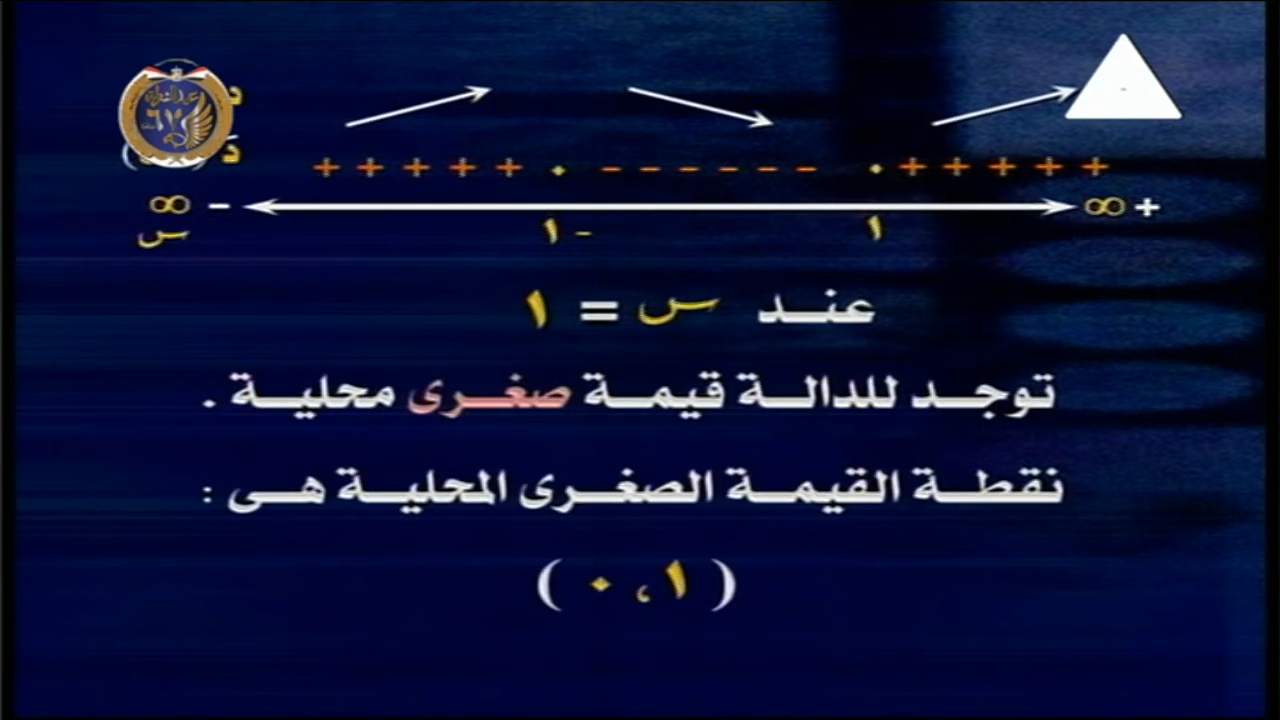 د
د (
+ + + + + ٠ - - - - - - ٠ + + + + +
∞ - ∞ +
س ١ - ١
عند س = ١
توجد للدالة قيمة صغرى محلية .
نقطة القيمة الصغرى المحلية هى :
( ١ ، ٠ )